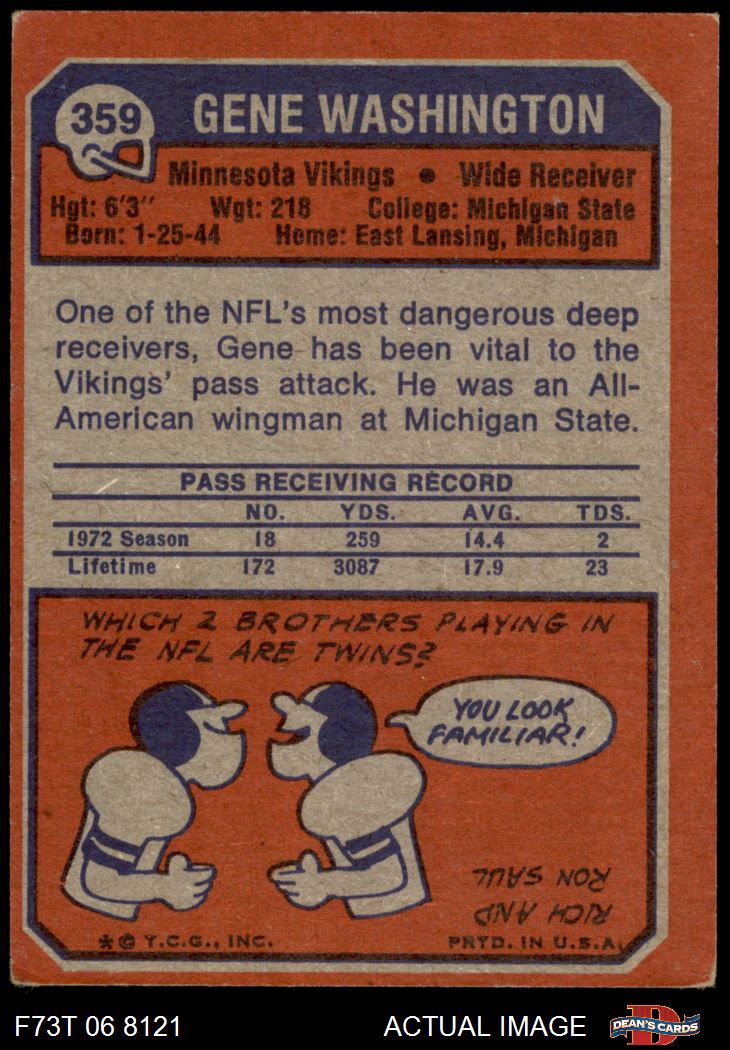 359 GENE WASHINGTON
Minnesota Vikings • Wide Receiver
Hgt: 6'3" Wgt: 218 College: Michigan State
Born: 1-25-44 Home: East Lansing, Michigan
One of the NFL's most dangerous deep
receivers, Gene has been vital to the
Vikings' pass attack. He was an All-
American wingman at Michigan State.
PASS RECEIVING RECORD
NO. YDS. AVG. TDS.
1972 Season 18 259 14.4 2
Lifetime 172 3087 17.9 23
WHICH 2 BROTHERS PLAYING IN
THE NFL ARE TWINS?
YOU LOOK
FAMILIAR!
RICH AND
RON SAUL
* © Y.C.G., INC. PRTD. IN U.S.A.
F73T 06 8121 ACTUAL IMAGE D DEAN'S CARDS